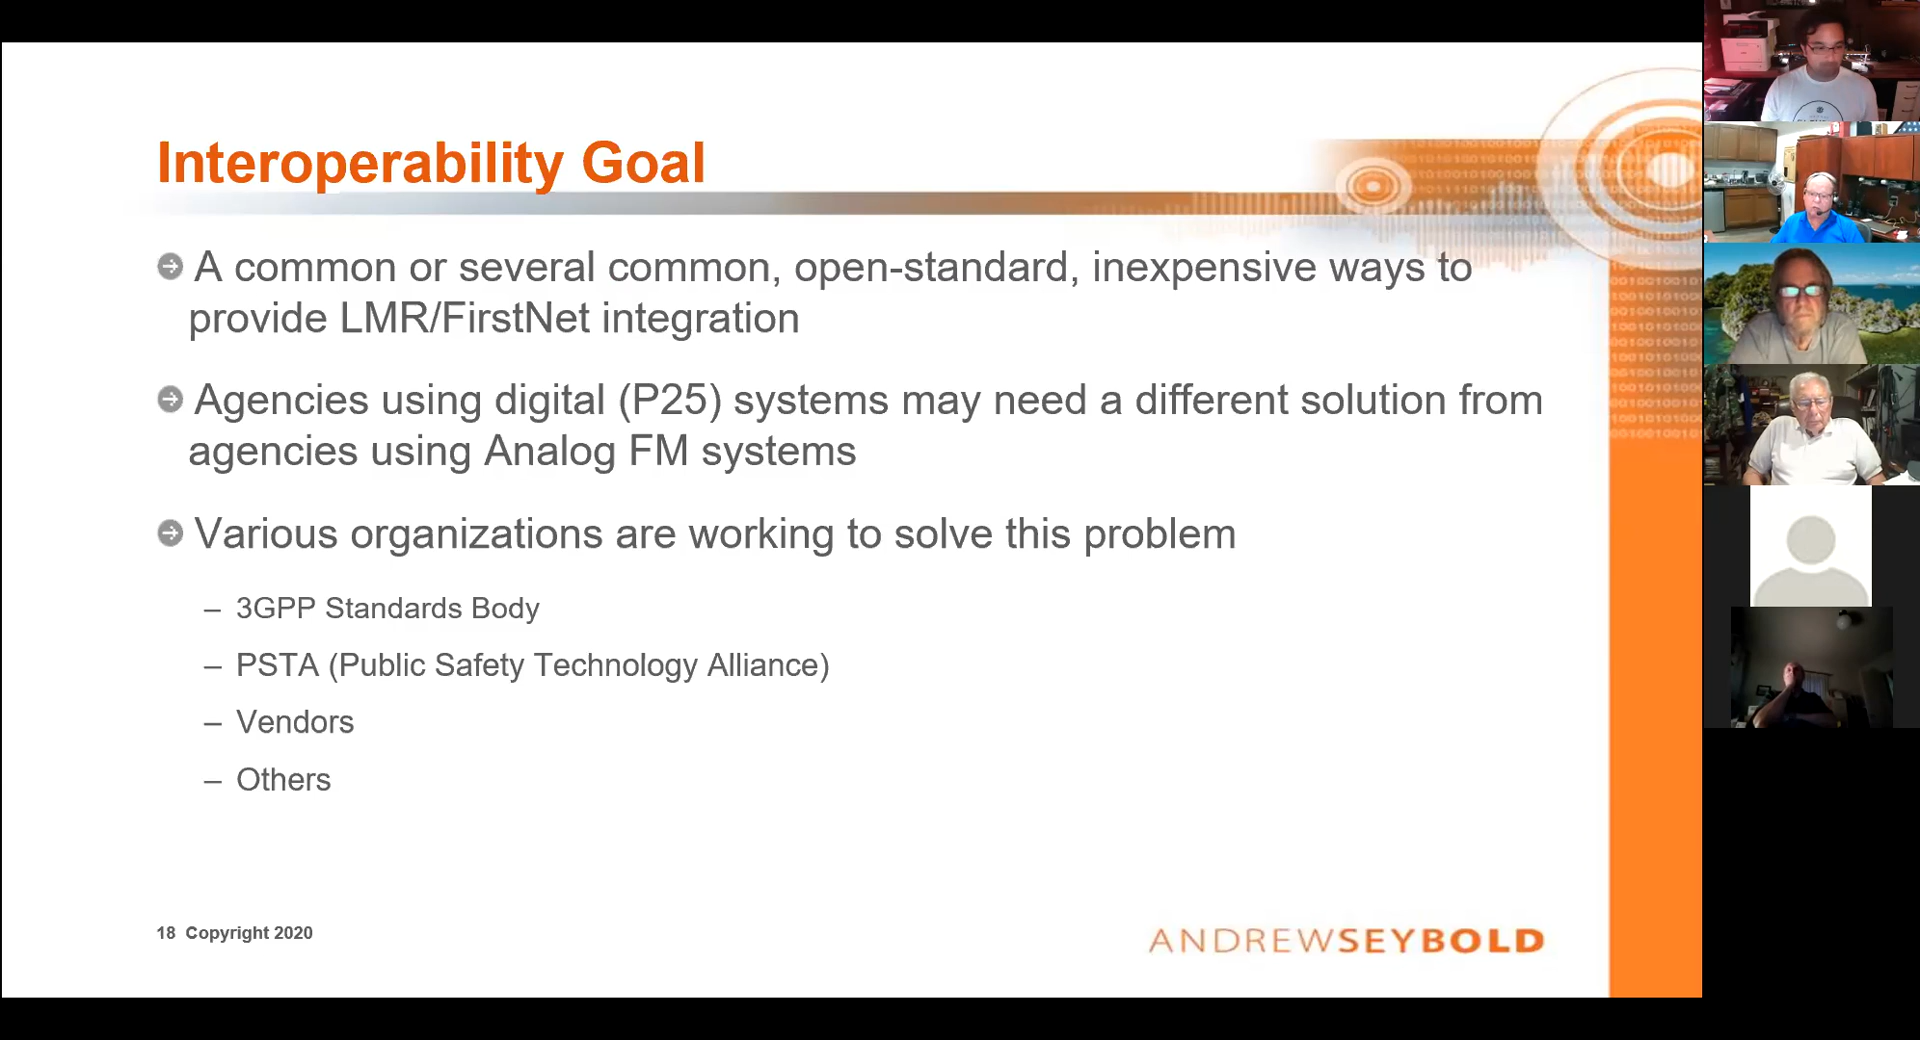 Interoperability Goal
A common or several common, open-standard, inexpensive ways to
provide LMR/FirstNet integration
Agencies using digital (P25) systems may need a different solution from
agencies using Analog FM systems
Various organizations are working to solve this problem
– 3GPP Standards Body
– PSTA (Public Safety Technology Alliance)
– Vendors
– Others
18 Copyright 2020
ANDREWSEYBOLD